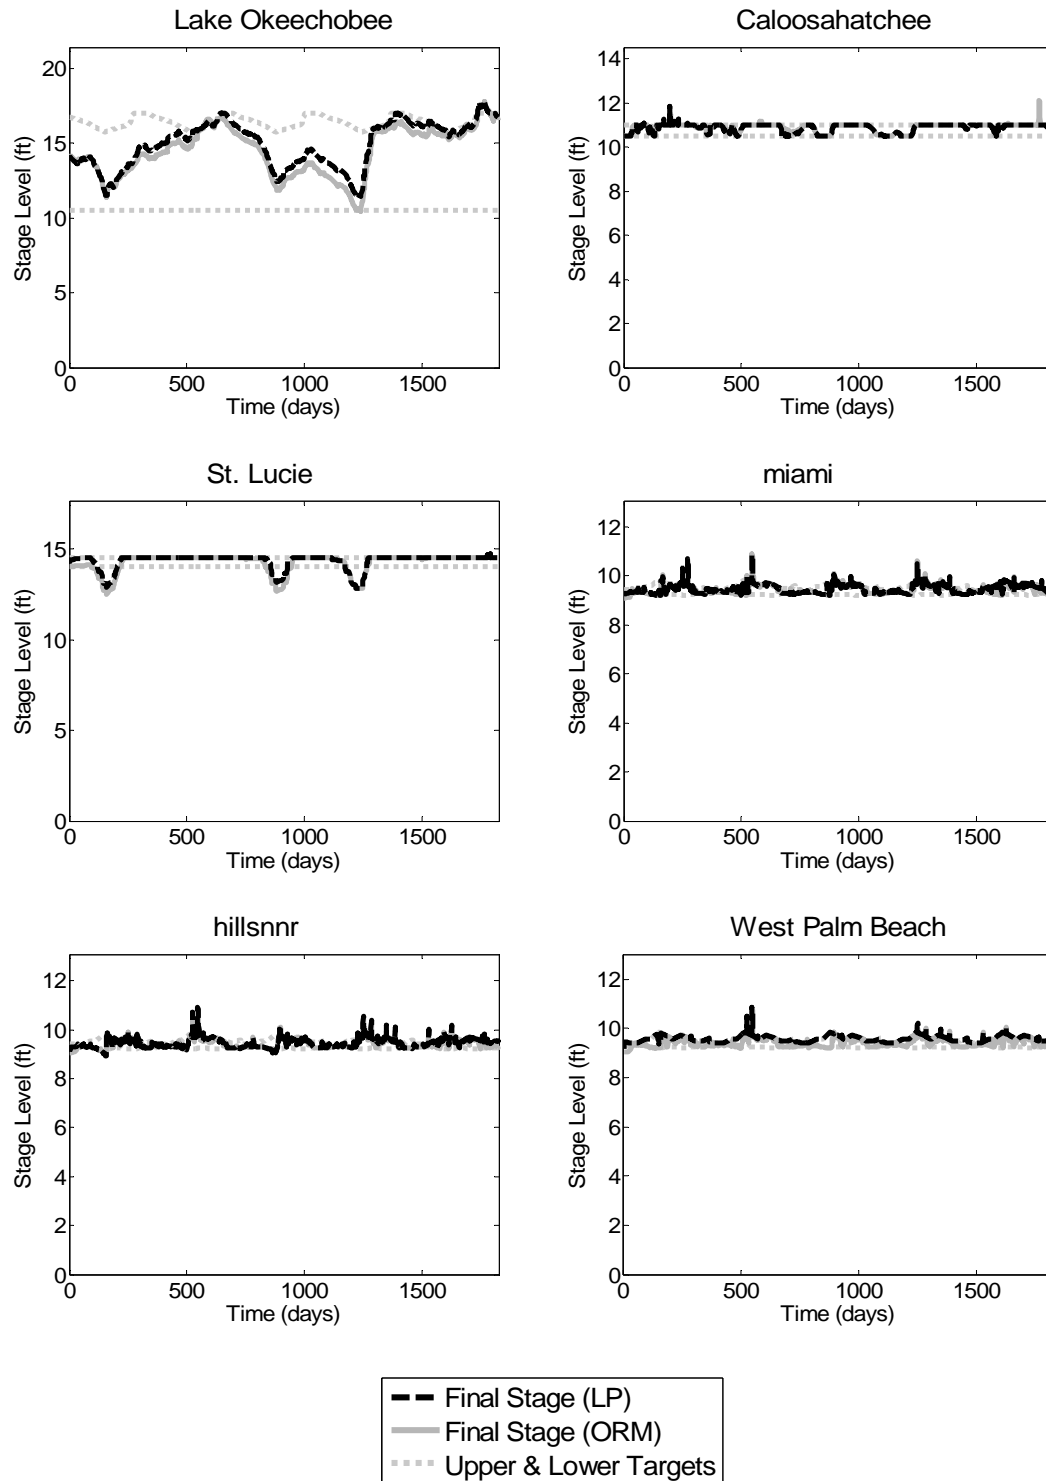 Lake Okeechobee
Stage Level (ft)
20
15
10
5
0
0 500 1000 1500
Time (days)
Caloosahatchee
Stage Level (ft)
14
12
10
8
6
4
2
0
0 500 1000 1500
Time (days)
St. Lucie
Stage Level (ft)
15
10
5
0
0 500 1000 1500
Time (days)
miami
Stage Level (ft)
12
10
8
6
4
2
0
0 500 1000 1500
Time (days)
hillsnnr
Stage Level (ft)
12
10
8
6
4
2
0
0 500 1000 1500
Time (days)
West Palm Beach
Stage Level (ft)
12
10
8
6
4
2
0
0 500 1000 1500
Time (days)
Final Stage (LP)
Final Stage (ORM)
Upper & Lower Targets